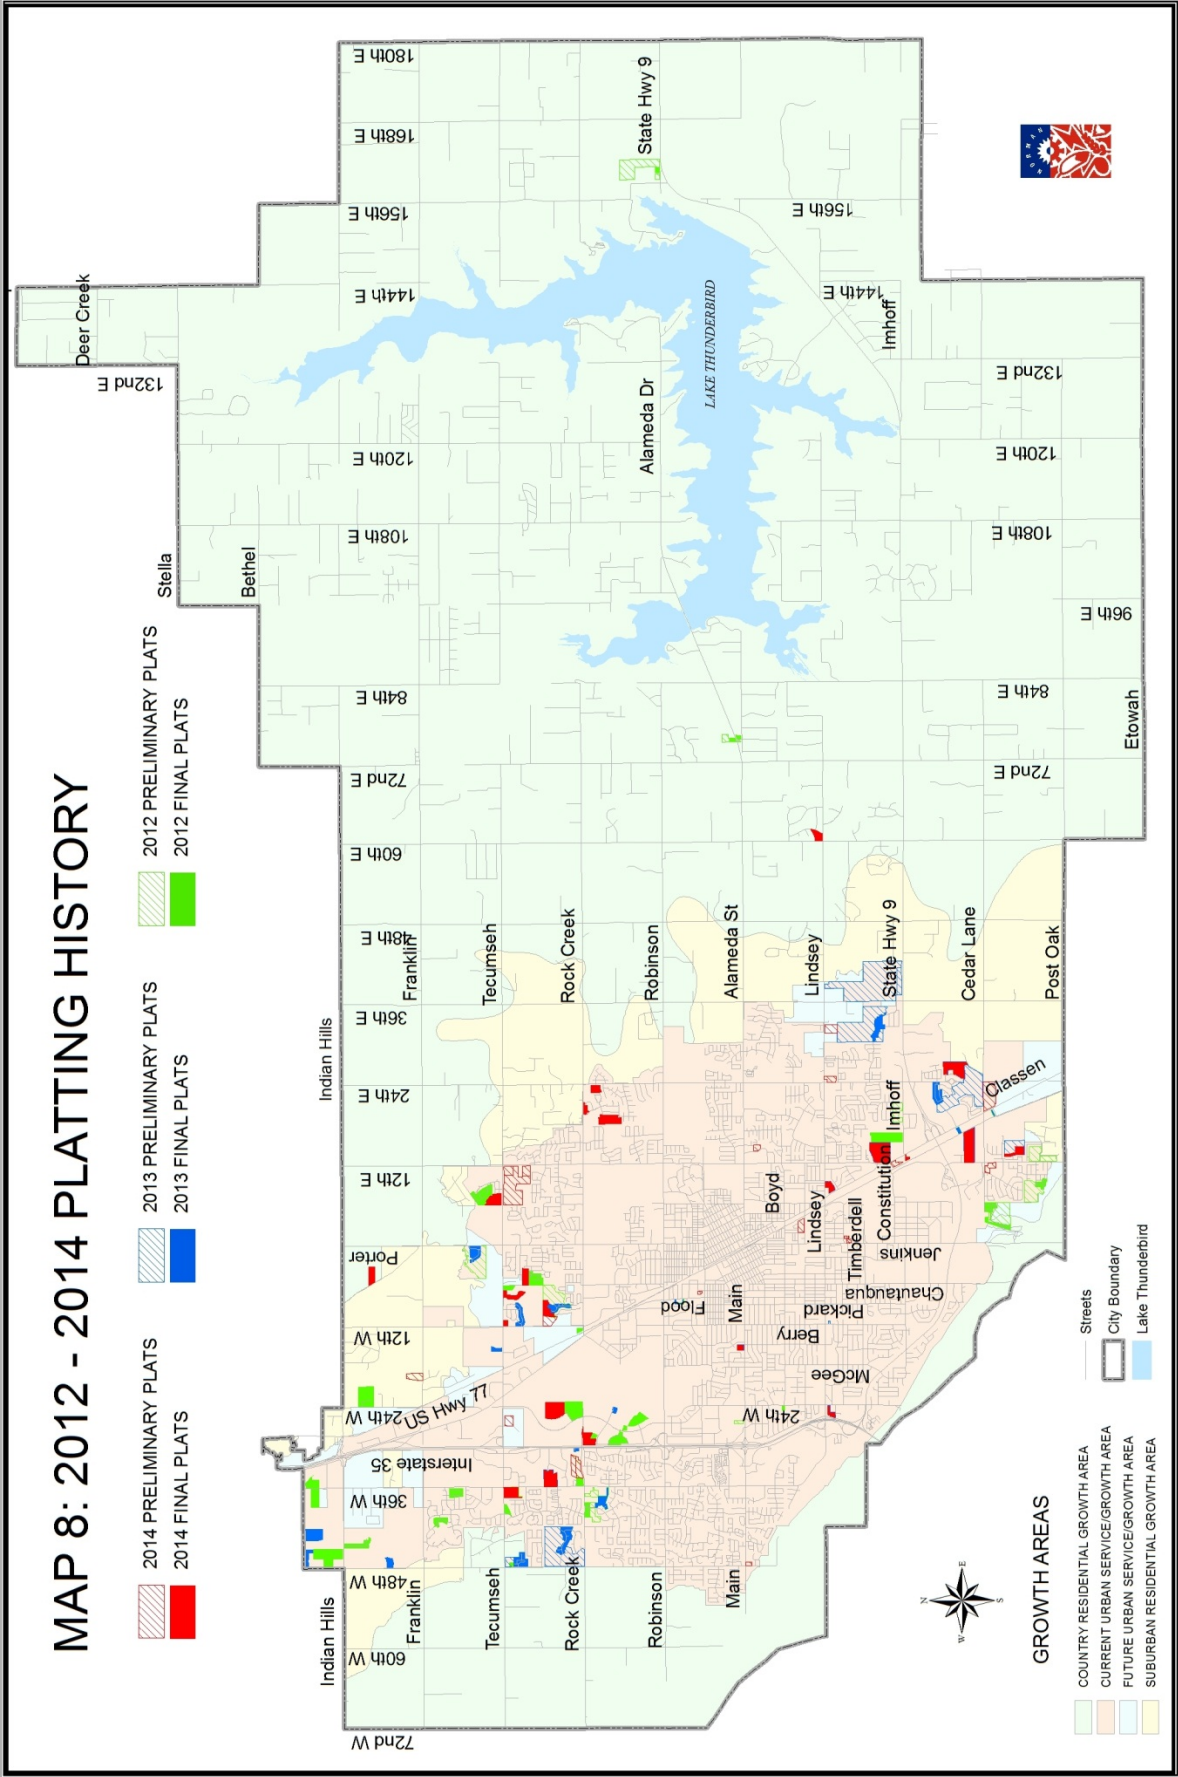 MAP 8: 2012 - 2014 PLATTING HISTORY
2014 PRELIMINARY PLATS
2014 FINAL PLATS
2013 PRELIMINARY PLATS
2013 FINAL PLATS
2012 PRELIMINARY PLATS
2012 FINAL PLATS
Deer Creek
132nd E
Stella
Bethel
Indian Hills
Indian Hills
72nd W
60th W
48th W
36th W
Interstate 35
24th W
US Hwy 77
12th W
Porter
12th E
24th E
36th E
48th E
60th E
72nd E
84th E
108th E
120th E
144th E
156th E
168th E
180th E
Franklin
Franklin
Tecumseh
Tecumseh
Rock Creek
Rock Creek
Robinson
Robinson
Alameda Dr
State Hwy 9
LAKE THUNDERBIRD
Main
24th W
Main
Flood
Berry
Pickard
McGee
Chautauqua
Jenkins
Boyd
Lindsey
Timberdell
Constitution
Imhoff
Alameda St
Lindsey
State Hwy 9
Cedar Lane
Classen
Post Oak
156th E
144th E
Imhoff
132nd E
120th E
108th E
96th E
84th E
72nd E
Etowah
N
W
E
S
GROWTH AREAS
COUNTRY RESIDENTIAL GROWTH AREA
CURRENT URBAN SERVICE/GROWTH AREA
FUTURE URBAN SERVICE/GROWTH AREA
SUBURBAN RESIDENTIAL GROWTH AREA
Streets
City Boundary
Lake Thunderbird
NORMAN